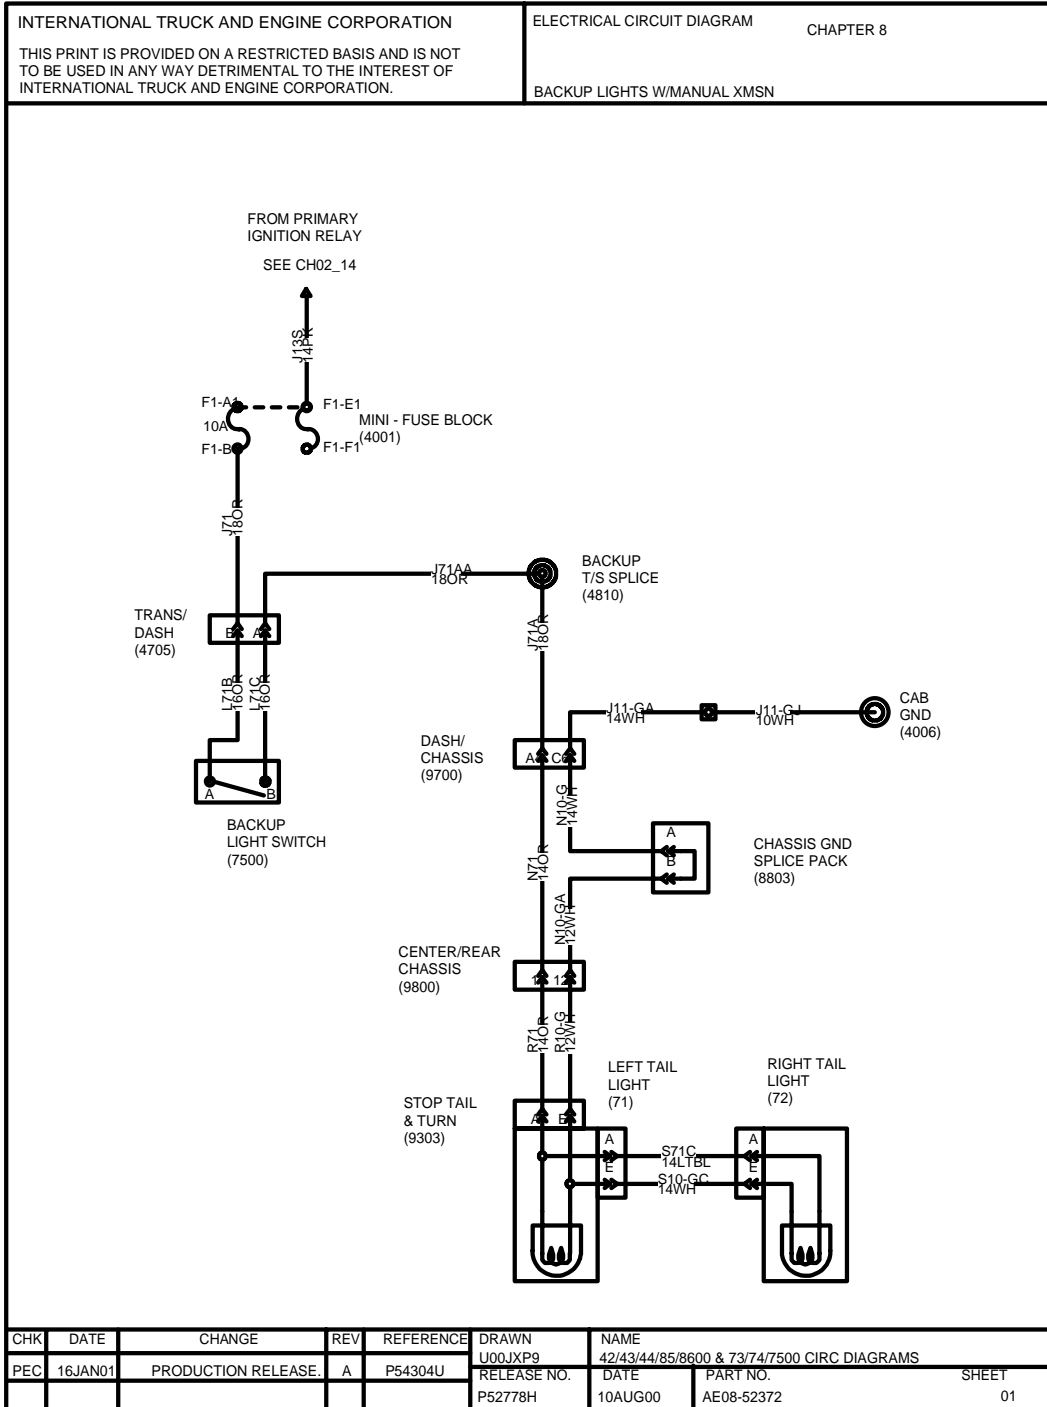 INTERNATIONAL TRUCK AND ENGINE CORPORATION
THIS PRINT IS PROVIDED ON A RESTRICTED BASIS AND IS NOT
TO BE USED IN ANY WAY DETRIMENTAL TO THE INTEREST OF
INTERNATIONAL TRUCK AND ENGINE CORPORATION.
ELECTRICAL CIRCUIT DIAGRAM
CHAPTER 8
BACKUP LIGHTS W/MANUAL XMSN
FROM PRIMARY
IGNITION RELAY
SEE CH02_14
J13S
14PK
F1-A1
F1-E1
10A
MINI - FUSE BLOCK
(4001)
F1-B
F1-F1
J71
18OR
J71AA
18OR
BACKUP
T/S SPLICE
(4810)
TRANS/
DASH
(4705)
B A
J71A
18OR
L71B
16OR
L71C
16OR
J11-GA
14WH
J11-GJ
10WH
CAB
GND
(4006)
DASH/
CHASSIS
(9700)
A C6
A B
BACKUP
LIGHT SWITCH
(7500)
N10-G
14WH
N71
14OR
A
B
CHASSIS GND
SPLICE PACK
(8803)
N10-GA
12WH
CENTER/REAR
CHASSIS
(9800)
12
R71
14OR
R10-G
12WH
LEFT TAIL
LIGHT
(71)
RIGHT TAIL
LIGHT
(72)
STOP TAIL
& TURN
(9303)
A E
A
E
S71C
14LTBL
S10-GC
14WH
A
E
CHK DATE CHANGE REV REFERENCE
PEC 16JAN01 PRODUCTION RELEASE. A P54304U
DRAWN
U00JXP9
NAME
42/43/44/85/8600 & 73/74/7500 CIRC DIAGRAMS
RELEASE NO. DATE PART NO. SHEET
P52778H 10AUG00 AE08-52372 01